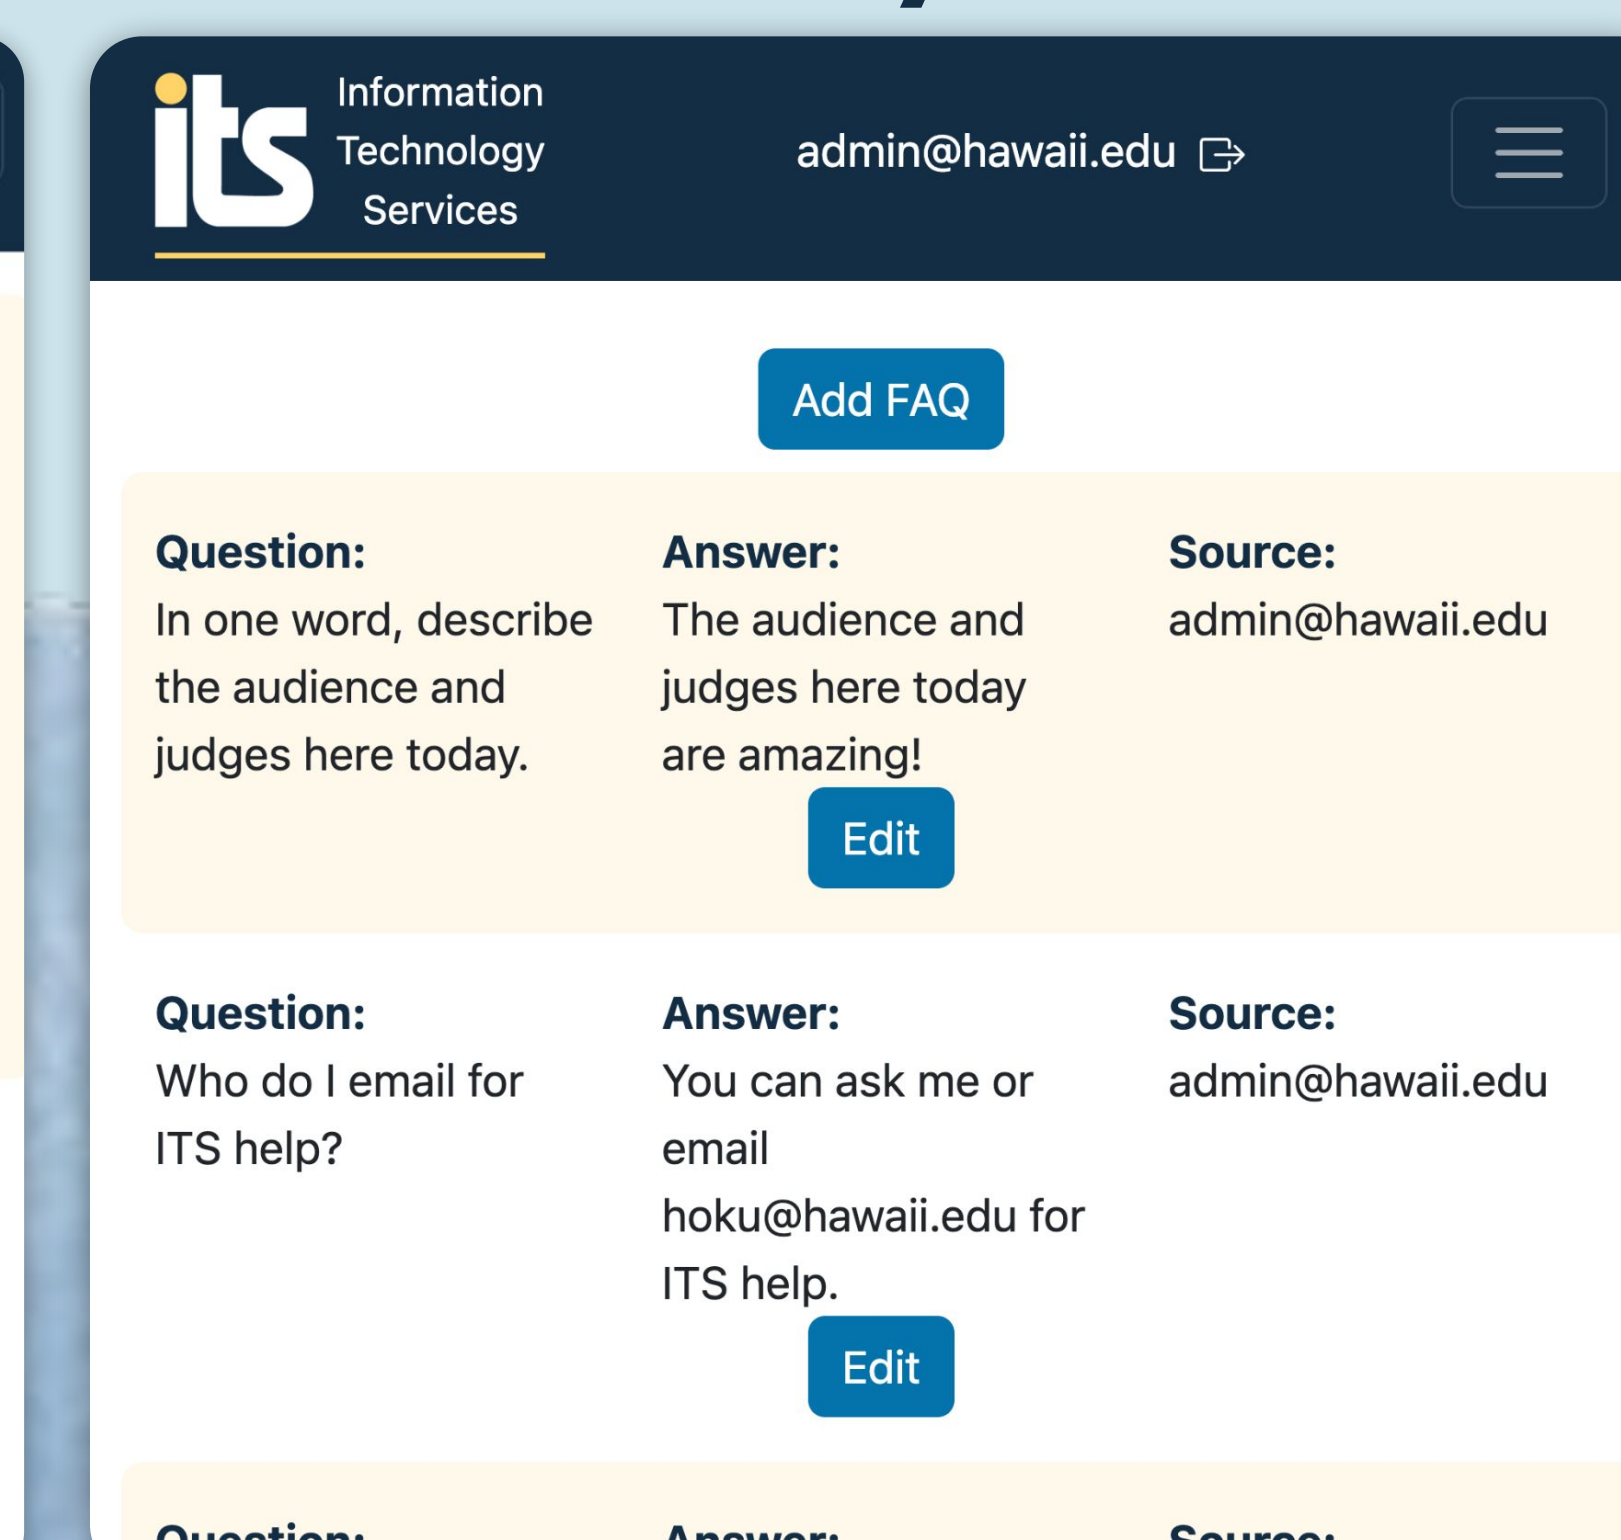 its
Information
Technology
Services
admin@hawaii.edu
Add FAQ
Question:
In one word, describe
the audience and
judges here today.
Answer:
The audience and
judges here today
are amazing!
Source:
admin@hawaii.edu
Edit
Question:
Who do I email for
ITS help?
Answer:
You can ask me or
email
hoku@hawaii.edu for
ITS help.
Source:
admin@hawaii.edu
Edit
Question:
Answer:
Source: